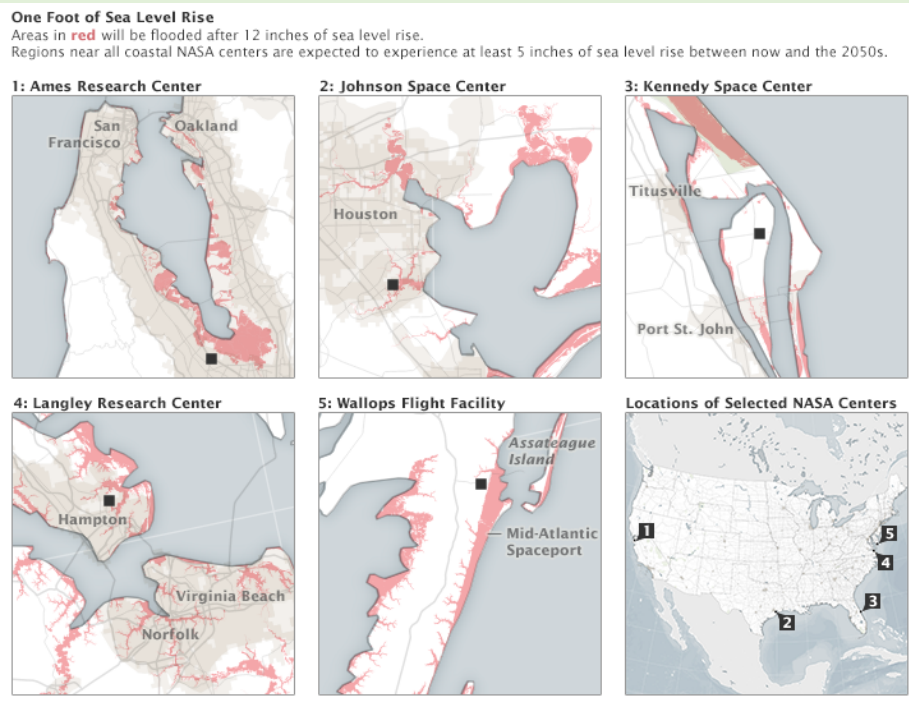 One Foot of Sea Level Rise
Areas in red will be flooded after 12 inches of sea level rise.
Regions near all coastal NASA centers are expected to experience at least 5 inches of sea level rise between now and the 2050s.
1: Ames Research Center
San
Francisco
Oakland
2: Johnson Space Center
Houston
3: Kennedy Space Center
Titusville
Port St. John
4: Langley Research Center
Hampton
Virginia Beach
Norfolk
5: Wallops Flight Facility
Assateague
Island
Mid-Atlantic
Spaceport
Locations of Selected NASA Centers
1
5
4
3
2